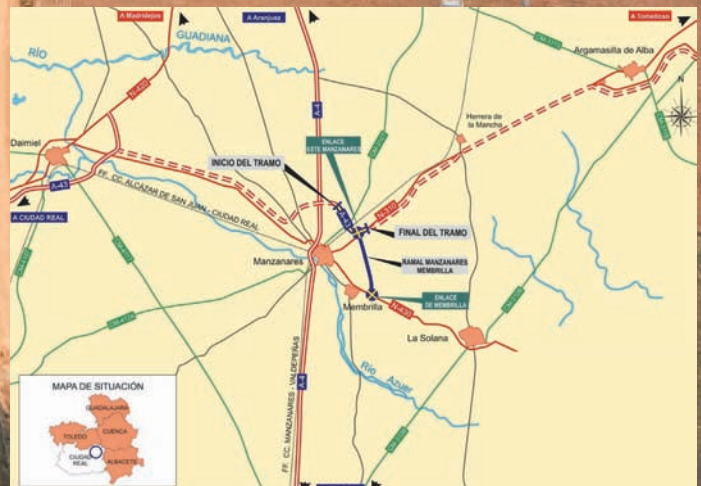 A Madridejos
A Aranjuez
A Tomelloso
RÍO
GUADIANA
N-420
A-4
Argamasilla de Alba
N
Herrera de
la Mancha
ENLACE
ESTE MANZANARES
Daimiel
INICIO DEL TRAMO
A-43
FF. CC. ALCÁZAR DE SAN JUAN - CIUDAD REAL
A CIUDAD REAL
A-43
N-310
FINAL DEL TRAMO
Manzanares
RAMAL MANZANARES
MEMBRILLA
ENLACE
DE MEMBRILLA
Membrilla
N-430
La Solana
Río Azuer
FF. CC. MANZANARES - VALDEPEÑAS
A-4
MAPA DE SITUACIÓN
GUADALAJARA
TOLEDO
CUENCA
CIUDAD
REAL
ALBACETE